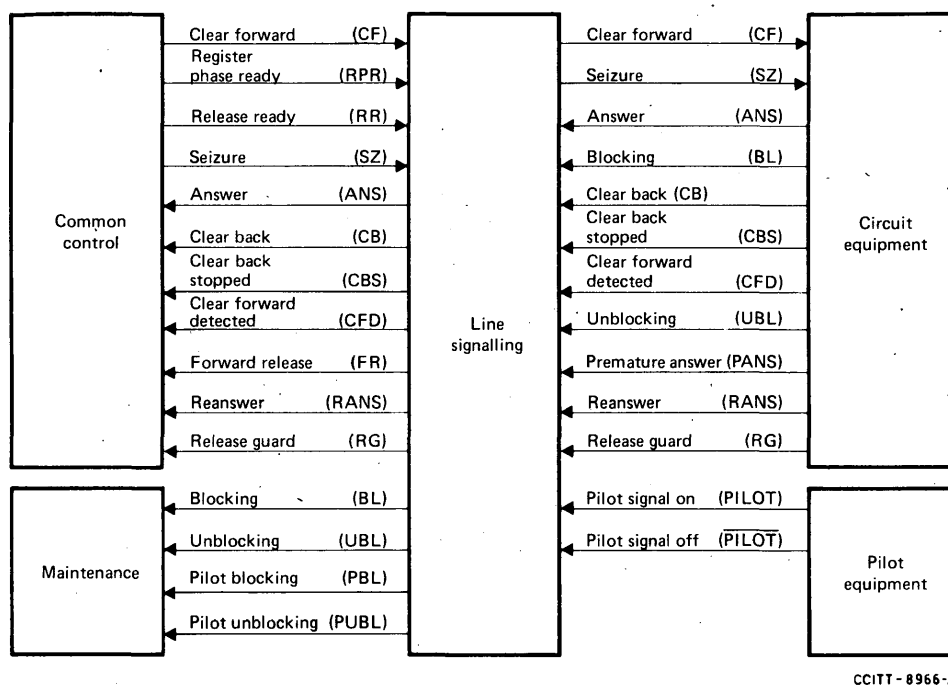 Clear forward (CF)
Register
phase ready (RPR)
Release ready (RR)
Seizure (SZ)
Answer (ANS)
Clear back (CB)
Clear back
stopped (CBS)
Clear forward
detected (CFD)
Forward release (FR)
Reanswer (RANS)
Release guard (RG)
Common
control
Blocking (BL)
Unblocking (UBL)
Pilot blocking (PBL)
Pilot unblocking (PUBL)
Maintenance
Line
signalling
Clear forward (CF)
Seizure (SZ)
Answer (ANS)
Blocking (BL)
Clear back (CB)
Clear back
stopped (CBS)
Clear forward
detected (CFD)
Unblocking (UBL)
Premature answer (PANS)
Reanswer (RANS)
Release guard (RG)
Circuit
equipment
Pilot signal on (PILOT)
Pilot signal off (P̅I̅L̅O̅T̅)
Pilot
equipment
CCITT - 8966-